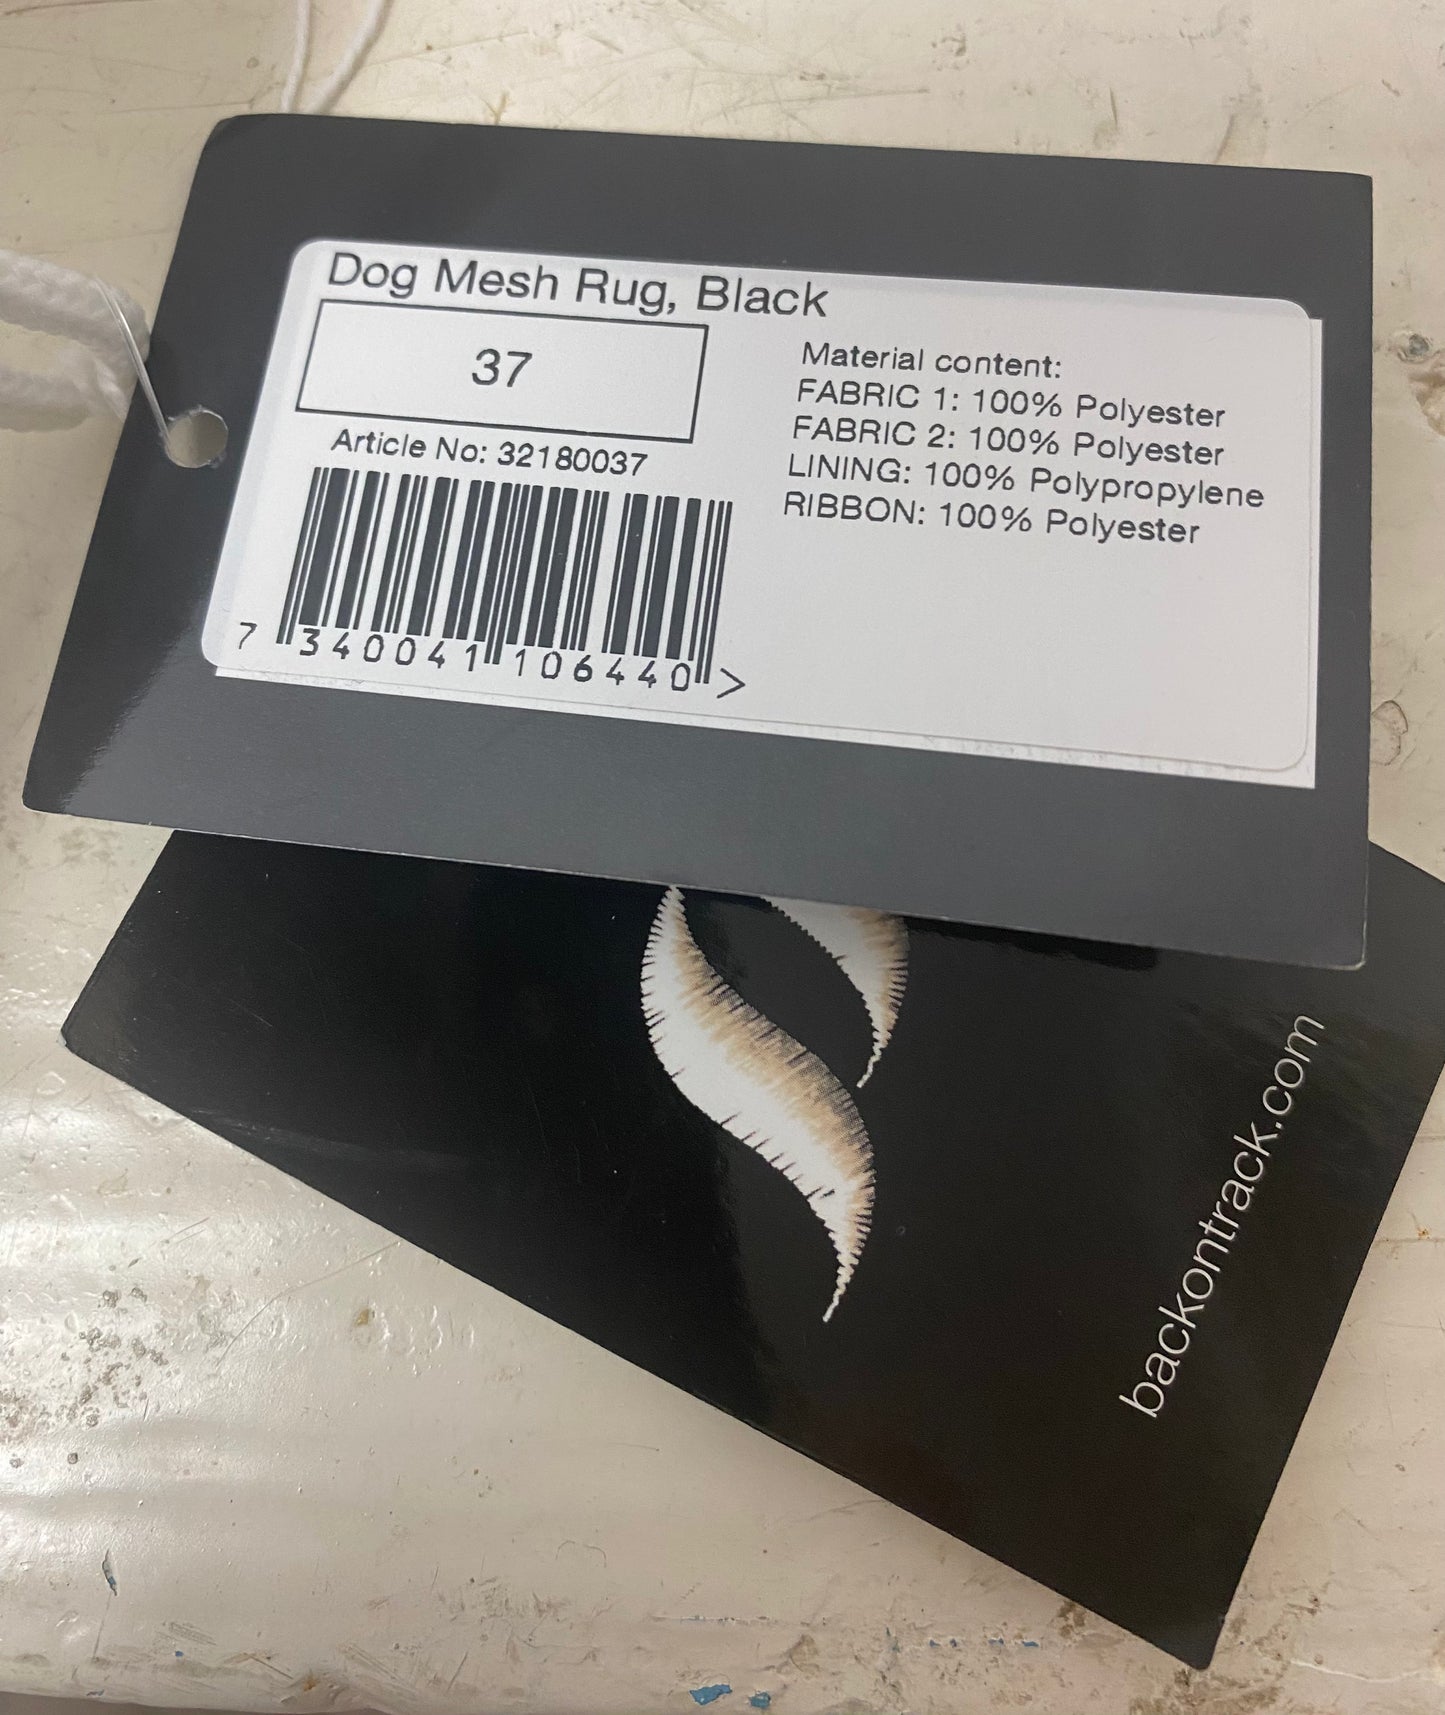 Dog Mesh Rug, Black
37
Article No: 32180037
7 340041 106440 >
Material content:
FABRIC 1: 100% Polyester
FABRIC 2: 100% Polyester
LINING: 100% Polypropylene
RIBBON: 100% Polyester
backontrack.com